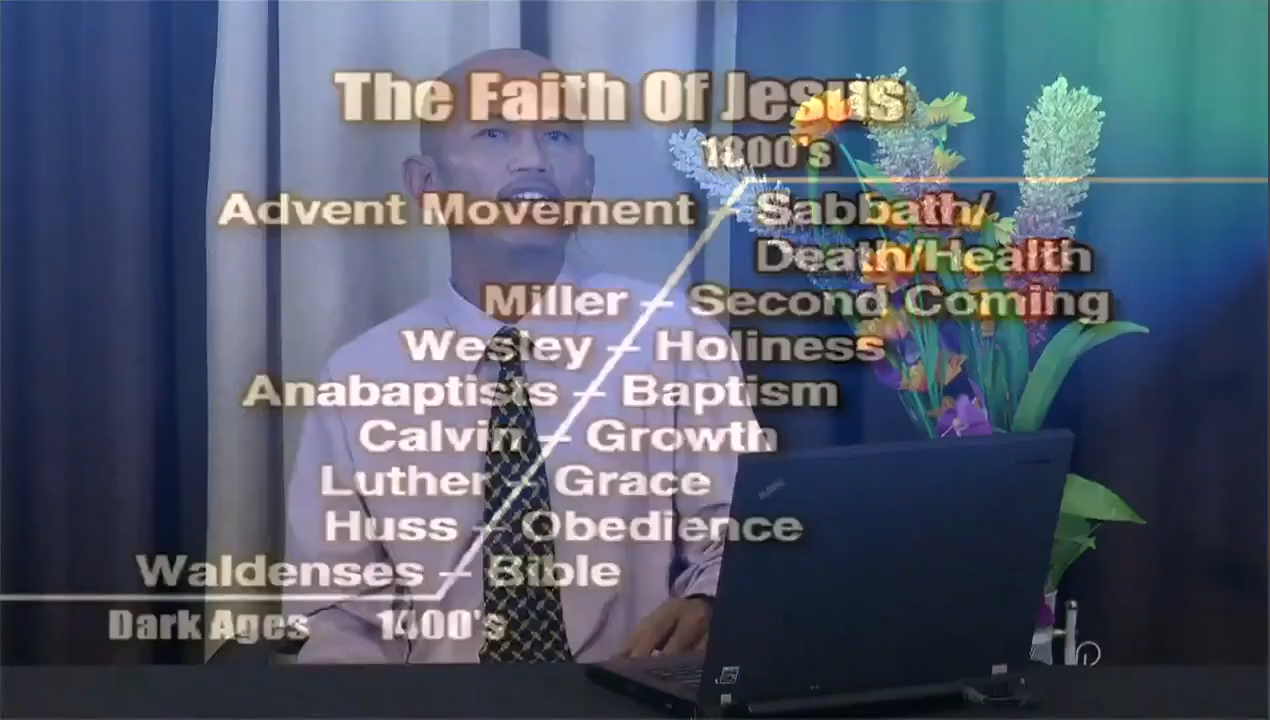 The Faith Of Jesus
1800's
Advent Movement – Sabbath/
Death/Health
Miller – Second Coming
Wesley – Holiness
Anabaptists – Baptism
Calvin – Growth
Luther – Grace
Huss – Obedience
Waldenses – Bible
Dark Ages 1400's